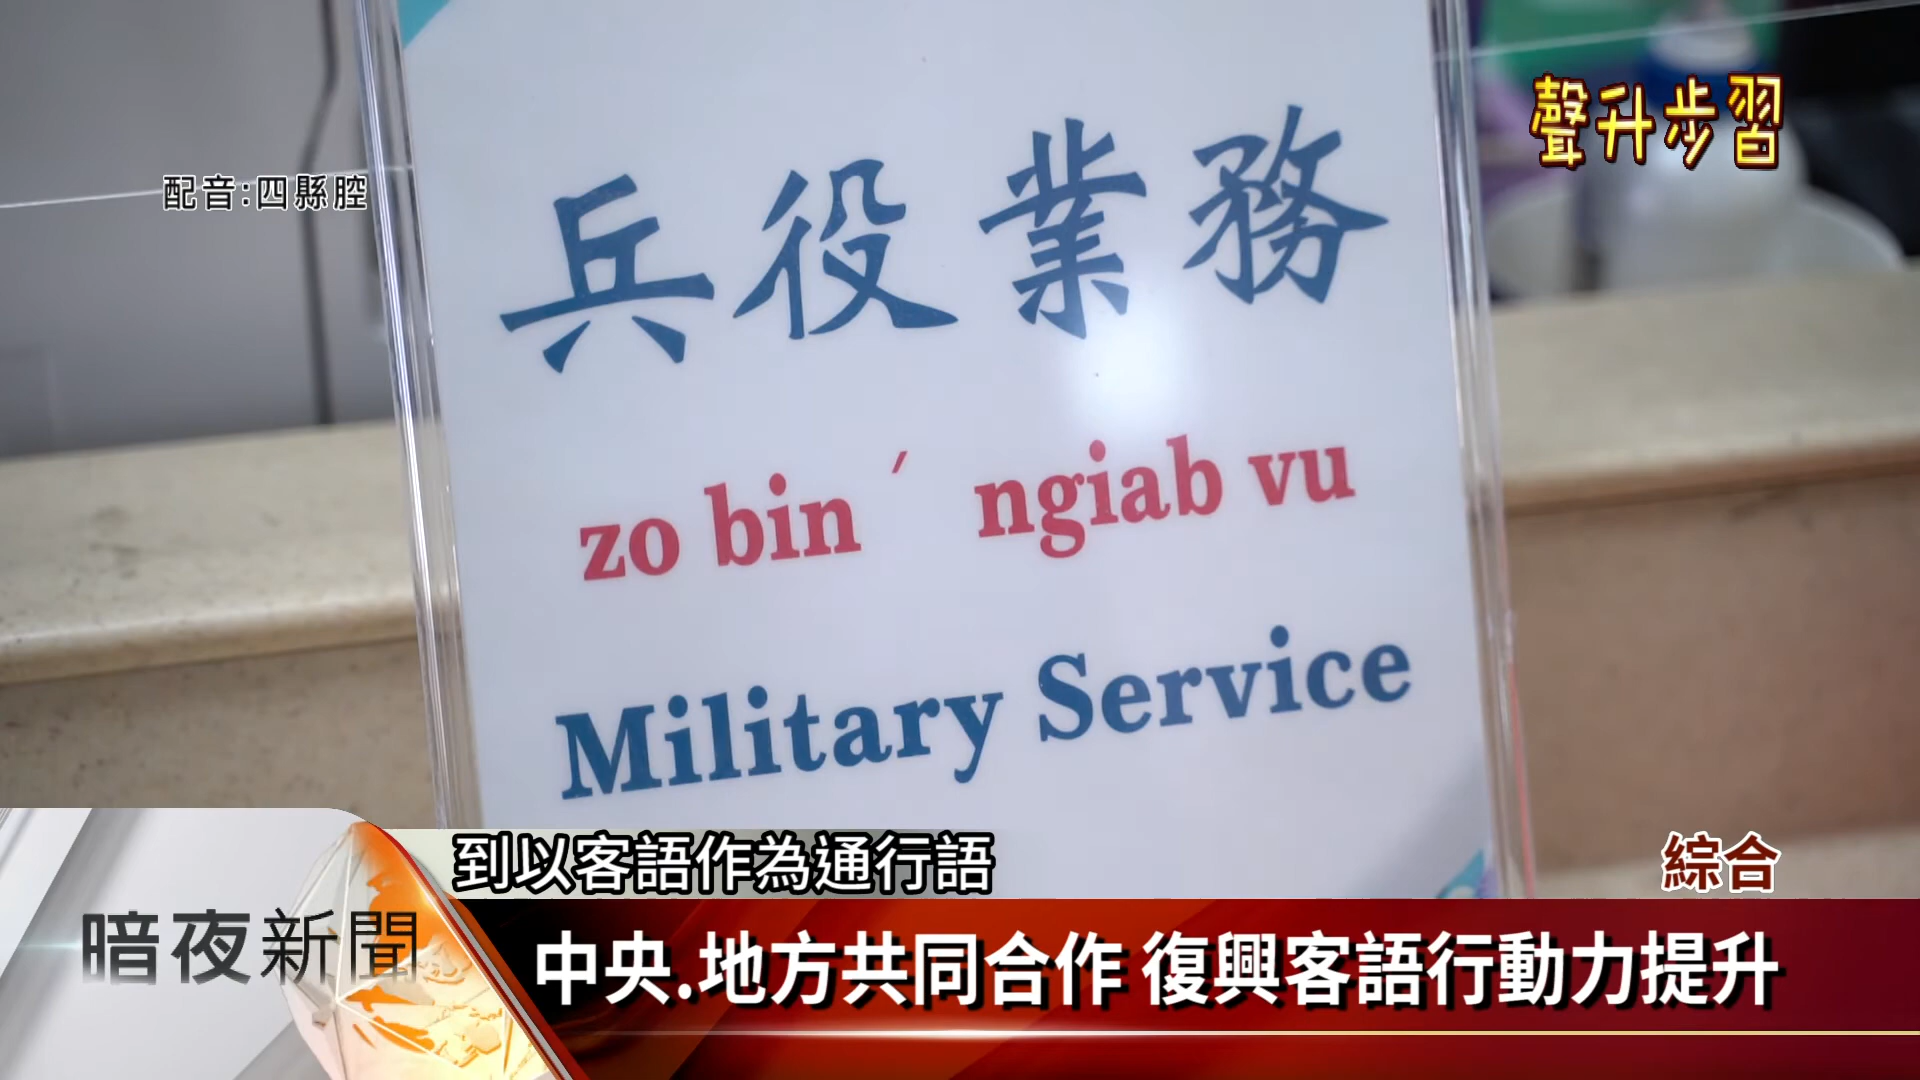 聲升步習
配音:四縣腔
兵役業務
zo binˊ ngiab vu
Military Service
到以客語作為通行語
綜合
暗夜新聞
中央.地方共同合作 復興客語行動力提升